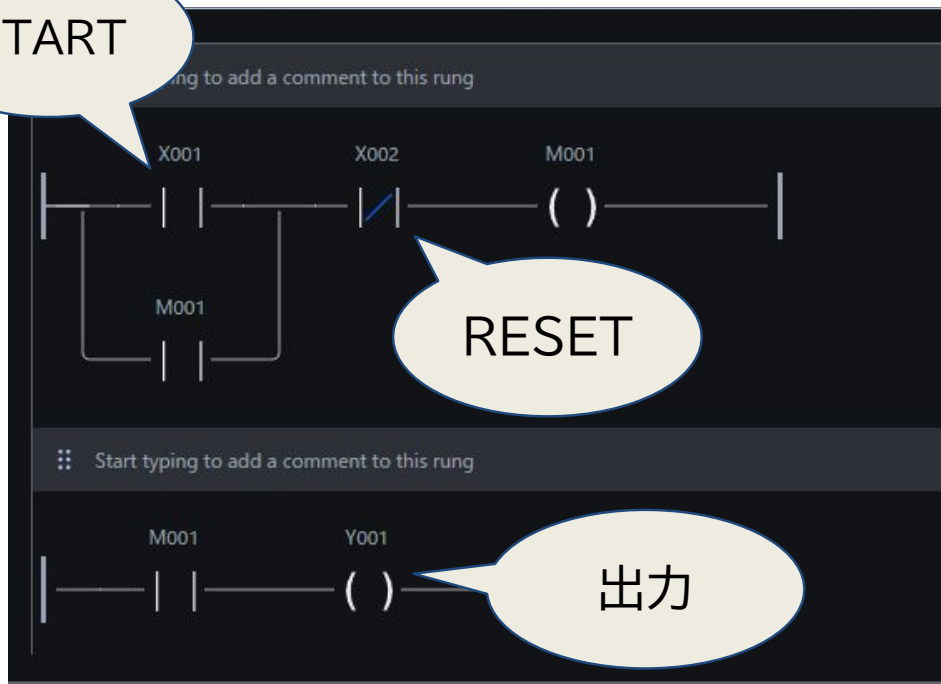 TART
ing to add a comment to this rung
X001 X002 M001
RESET
M001
Start typing to add a comment to this rung
M001 Y001
出力